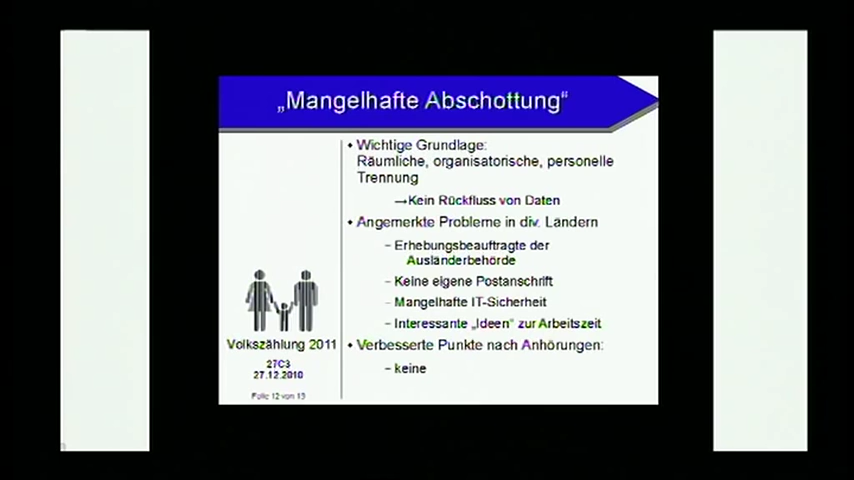 „Mangelhafte Abschottung“
• Wichtige Grundlage:
Räumliche, organisatorische, personelle
Trennung
→Kein Rückfluss von Daten
• Angemerkte Probleme in div. Ländern
– Erhebungsbeauftragte der
Ausländerbehörde
– Keine eigene Postanschrift
– Mangelhafte IT-Sicherheit
– Interessante „Ideen“ zur Arbeitszeit
• Verbesserte Punkte nach Anhörungen:
– keine
Volkszählung 2011
27C3
27.12.2010
Folie 12 von 13